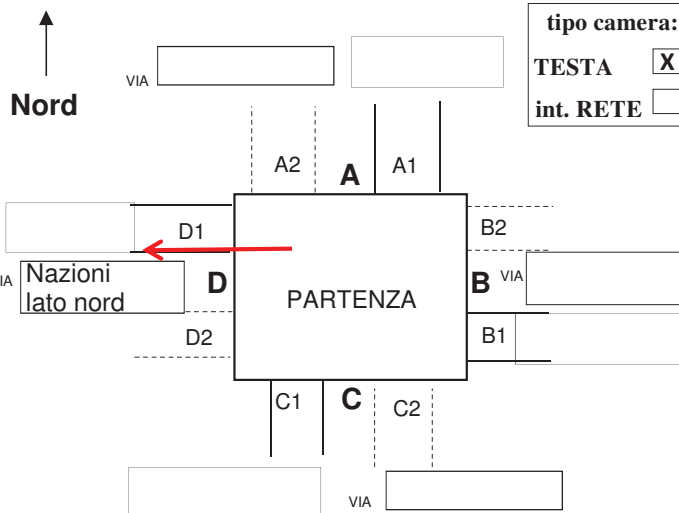 tipo camera:
TESTA X
int. RETE
Nord
VIA
A2
A
A1
D1
B2
IA Nazioni
lato nord
D
PARTENZA
B
VIA
D2
B1
C1
C
C2
VIA